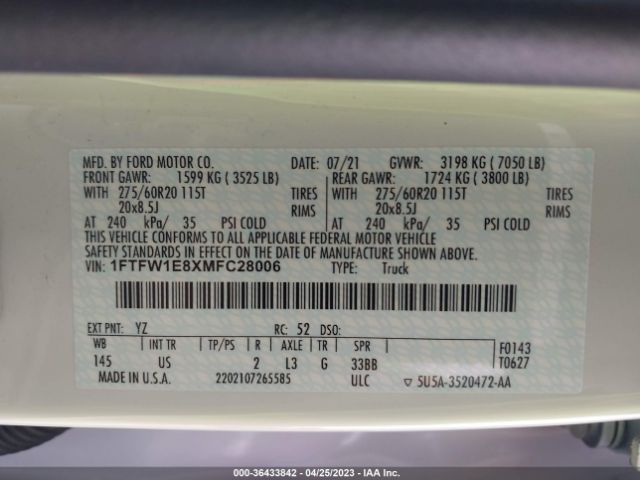 MFD. BY FORD MOTOR CO. DATE: 07/21 GVWR: 3198 KG ( 7050 LB)
FRONT GAWR: 1599 KG ( 3525 LB) REAR GAWR: 1724 KG ( 3800 LB)
WITH 275/60R20 115T TIRES WITH 275/60R20 115T TIRES
20x8.5J RIMS 20x8.5J RIMS
AT 240 kPa/ 35 PSI COLD AT 240 kPa/ 35 PSI COLD
THIS VEHICLE CONFORMS TO ALL APPLICABLE FEDERAL MOTOR VEHICLE
SAFETY STANDARDS IN EFFECT ON THE DATE OF MANUFACTURE SHOWN ABOVE.
VIN: 1FTFW1E8XMFC28006 TYPE: Truck
EXT PNT: YZ RC: 52 DSO:
WB INT TR TP/PS R AXLE TR SPR F0143
145 US 2 L3 G 33BB T0627
MADE IN U.S.A. 2202107265585 ULC ▽ 5U5A-3520472-AA
000-36433842 / 04/25/2023 / IAA Inc.